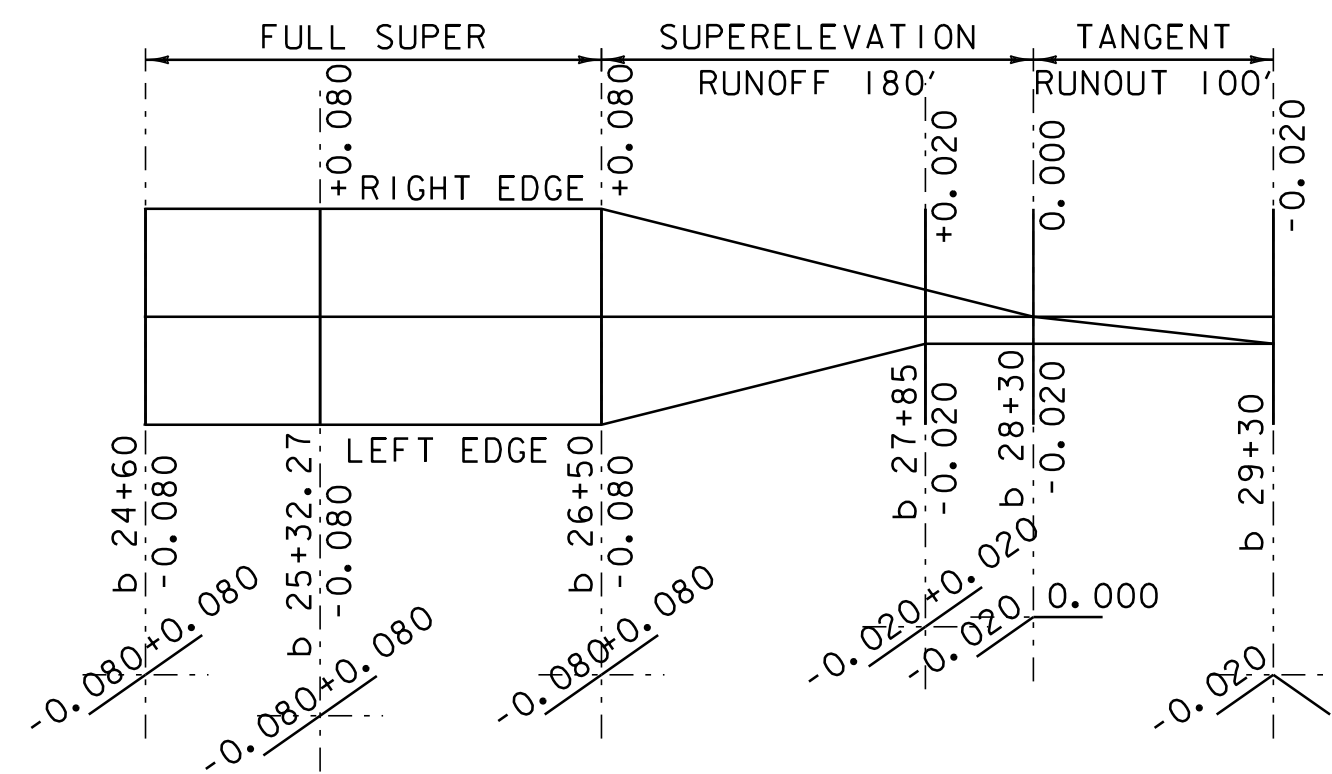 FULL SUPER
SUPERELEVATION
TANGENT
RUNOFF 180'
RUNOUT 100'
+0.080
+0.080
+0.020
0.000
-0.020
RIGHT EDGE
LEFT EDGE
b 24+60
-0.080
b 25+32.27
-0.080
b 26+50
-0.080
b 27+85
-0.020
b 28+30
-0.020
b 29+30
-0.080+0.080
-0.080+0.080
-0.080+0.080
-0.020+0.020
-0.020
0.000
-0.020